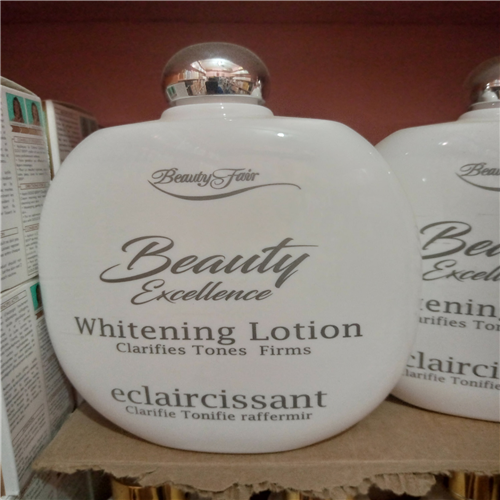 Beauty Fair
Beauty
Excellence
Whitening Lotion
Clarifies Tones Firms
eclaircissant
Clarifie Tonifie raffermir